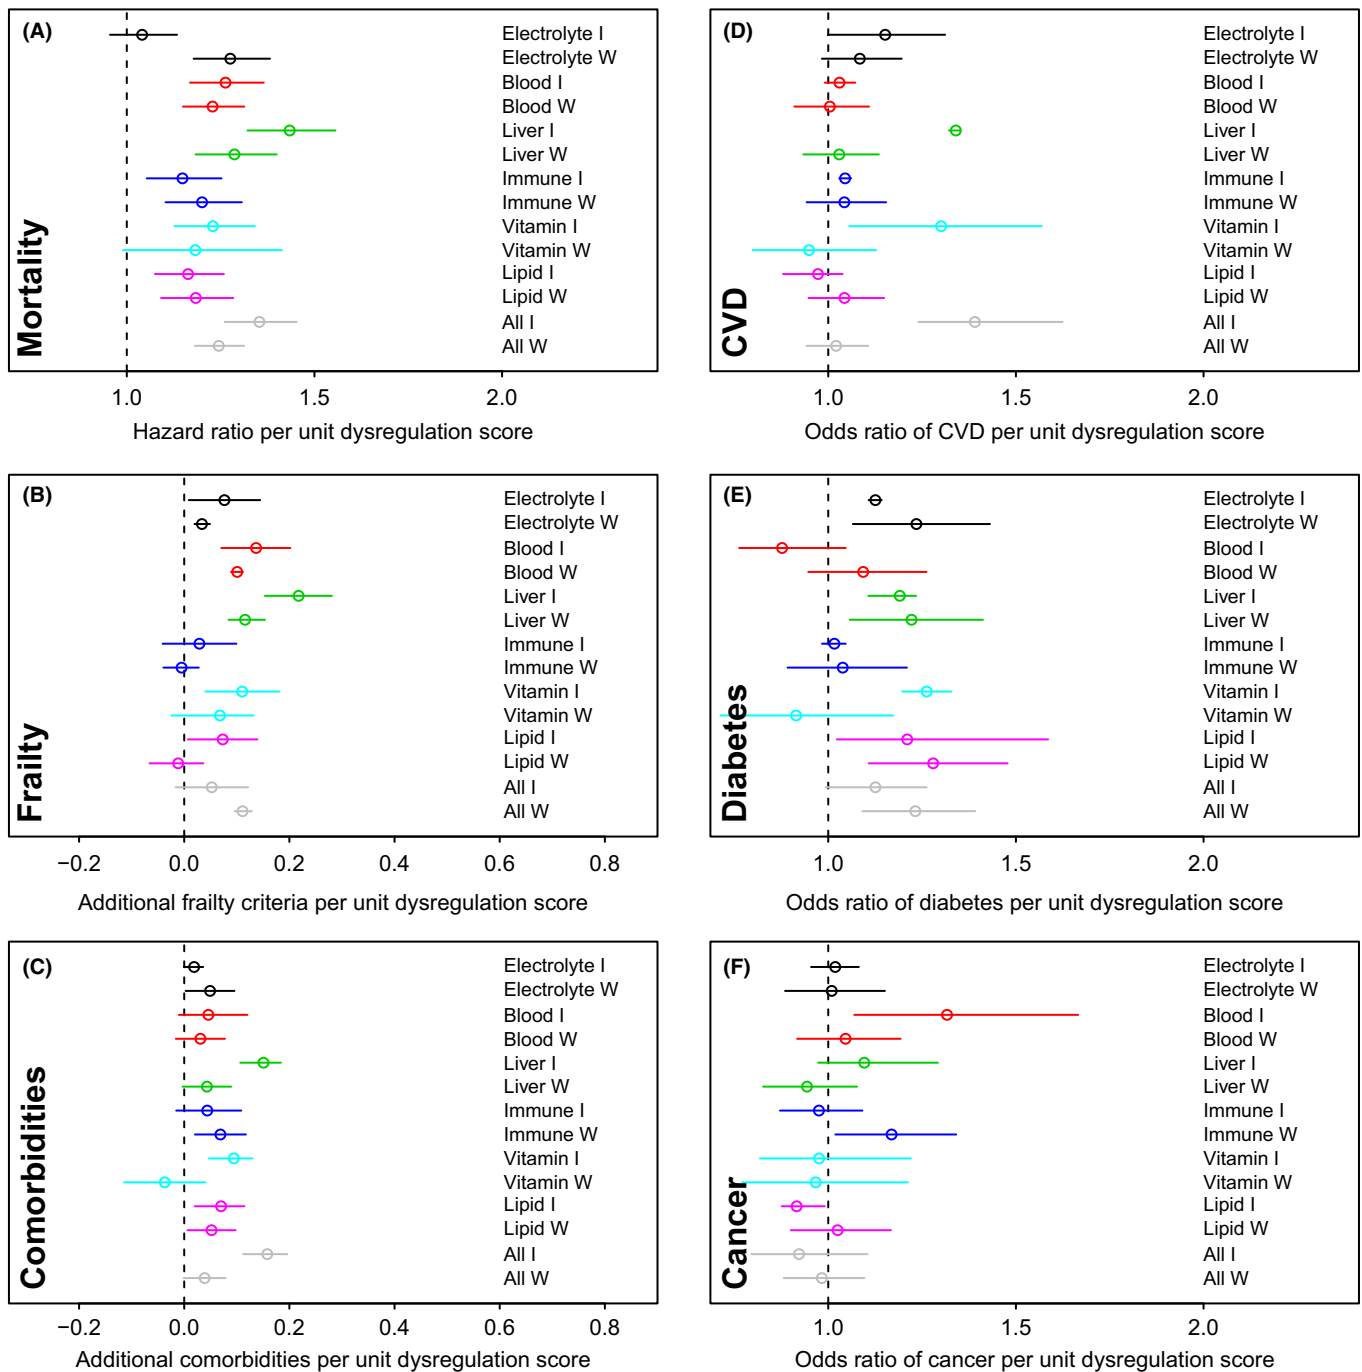 (A)
Mortality
Electrolyte I
Electrolyte W
Blood I
Blood W
Liver I
Liver W
Immune I
Immune W
Vitamin I
Vitamin W
Lipid I
Lipid W
All I
All W
1.0 1.5 2.0
Hazard ratio per unit dysregulation score
(D)
CVD
Electrolyte I
Electrolyte W
Blood I
Blood W
Liver I
Liver W
Immune I
Immune W
Vitamin I
Vitamin W
Lipid I
Lipid W
All I
All W
1.0 1.5 2.0
Odds ratio of CVD per unit dysregulation score
(B)
Frailty
Electrolyte I
Electrolyte W
Blood I
Blood W
Liver I
Liver W
Immune I
Immune W
Vitamin I
Vitamin W
Lipid I
Lipid W
All I
All W
−0.2 0.0 0.2 0.4 0.6 0.8
Additional frailty criteria per unit dysregulation score
(E)
Diabetes
Electrolyte I
Electrolyte W
Blood I
Blood W
Liver I
Liver W
Immune I
Immune W
Vitamin I
Vitamin W
Lipid I
Lipid W
All I
All W
1.0 1.5 2.0
Odds ratio of diabetes per unit dysregulation score
(C)
Comorbidities
Electrolyte I
Electrolyte W
Blood I
Blood W
Liver I
Liver W
Immune I
Immune W
Vitamin I
Vitamin W
Lipid I
Lipid W
All I
All W
−0.2 0.0 0.2 0.4 0.6 0.8
Additional comorbidities per unit dysregulation score
(F)
Cancer
Electrolyte I
Electrolyte W
Blood I
Blood W
Liver I
Liver W
Immune I
Immune W
Vitamin I
Vitamin W
Lipid I
Lipid W
All I
All W
1.0 1.5 2.0
Odds ratio of cancer per unit dysregulation score